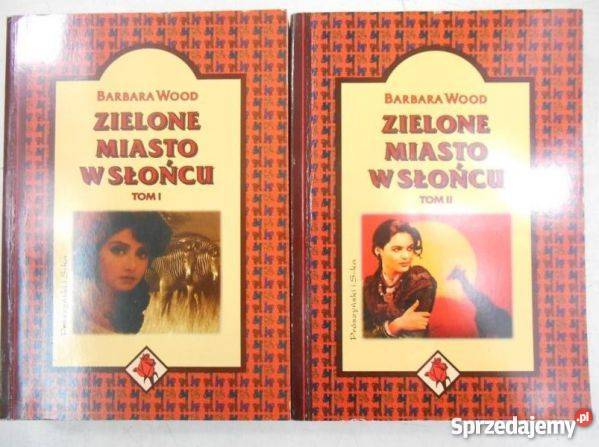 BARBARA WOOD
ZIELONE
MIASTO
W SŁOŃCU
TOM I
Prószyński i S-ka
BARBARA WOOD
ZIELONE
MIASTO
W SŁOŃCU
TOM II
Prószyński i S-ka
Sprzedajemy.pl